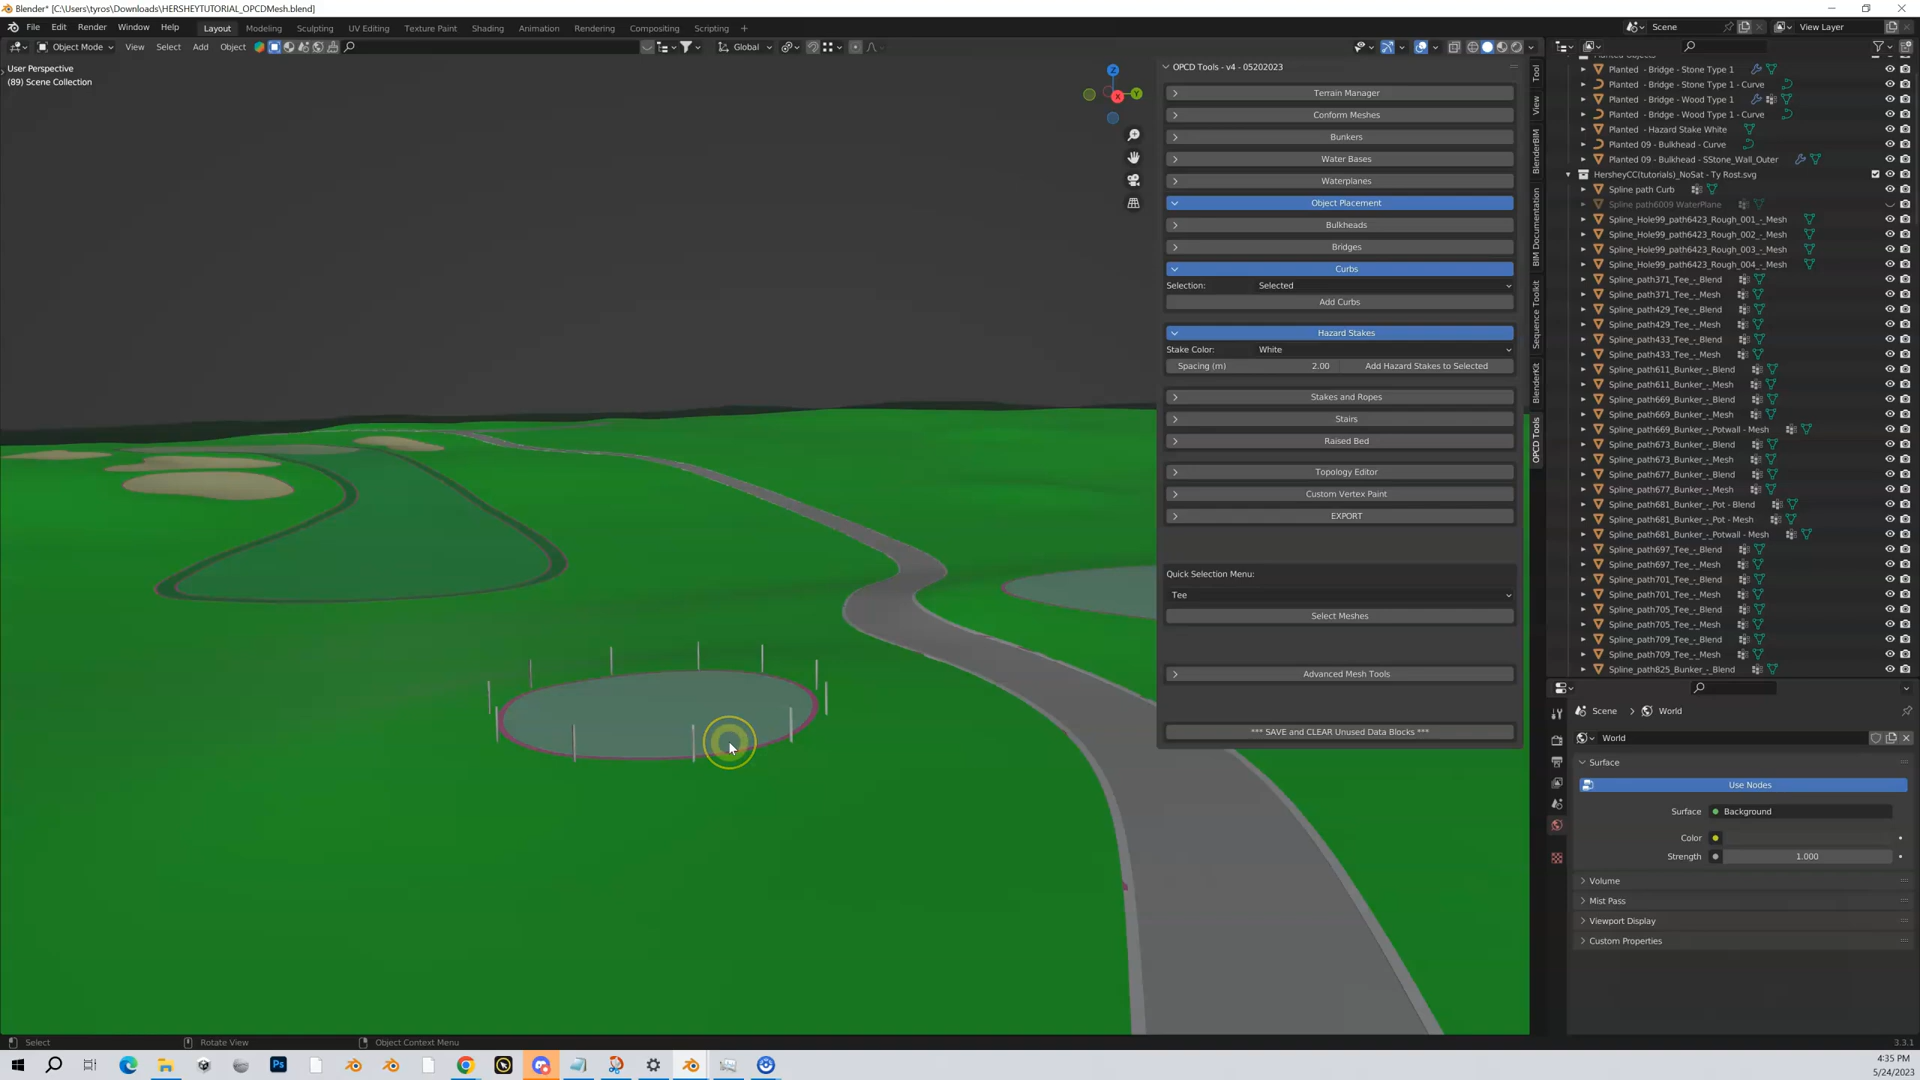 Blender* [C:\Users\tyros\Downloads\HERSHEYTUTORIAL_OPCDMesh.blend]
File Edit Render Window Help Layout Modeling Sculpting UV Editing Texture Paint Shading Animation Rendering Compositing Scripting
Scene
View Layer
Object Mode View Select Add Object
Global
User Perspective
(89) Scene Collection
OPCD Tools - v4 - 05202023
Terrain Manager
Conform Meshes
Bunkers
Water Bases
Waterplanes
Object Placement
Bulkheads
Bridges
Curbs
Selection: Selected
Add Curbs
Hazard Stakes
Stake Color: White
Spacing (m) 2.00 Add Hazard Stakes to Selected
Stakes and Ropes
Stairs
Raised Bed
Topology Editor
Custom Vertex Paint
EXPORT
Quick Selection Menu:
Tee
Select Meshes
Advanced Mesh Tools
*** SAVE and CLEAR Unused Data Blocks ***
Tool
View
BlenderBIM
BIM Documentation
Sequence Toolkit
BlenderKit
OPCD Tools
Planted - Bridge - Stone Type 1
Planted - Bridge - Stone Type 1 - Curve
Planted - Bridge - Wood Type 1
Planted - Bridge - Wood Type 1 - Curve
Planted - Hazard Stake White
Planted 09 - Bulkhead - Curve
Planted 09 - Bulkhead - SStone_Wall_Outer
HersheyCC(tutorials)_NoSat - Ty Rost.svg
Spline path Curb
Spline path6009 WaterPlane
Spline_Hole99_path6423_Rough_001_-_Mesh
Spline_Hole99_path6423_Rough_002_-_Mesh
Spline_Hole99_path6423_Rough_003_-_Mesh
Spline_Hole99_path6423_Rough_004_-_Mesh
Spline_path371_Tee_-_Blend
Spline_path371_Tee_-_Mesh
Spline_path429_Tee_-_Blend
Spline_path429_Tee_-_Mesh
Spline_path433_Tee_-_Blend
Spline_path433_Tee_-_Mesh
Spline_path611_Bunker_-_Blend
Spline_path611_Bunker_-_Mesh
Spline_path669_Bunker_-_Blend
Spline_path669_Bunker_-_Mesh
Spline_path669_Bunker_-_Potwall - Mesh
Spline_path673_Bunker_-_Blend
Spline_path673_Bunker_-_Mesh
Spline_path677_Bunker_-_Blend
Spline_path677_Bunker_-_Mesh
Spline_path681_Bunker_-_Pot - Blend
Spline_path681_Bunker_-_Pot - Mesh
Spline_path681_Bunker_-_Potwall - Mesh
Spline_path697_Tee_-_Blend
Spline_path697_Tee_-_Mesh
Spline_path701_Tee_-_Blend
Spline_path701_Tee_-_Mesh
Spline_path705_Tee_-_Blend
Spline_path705_Tee_-_Mesh
Spline_path709_Tee_-_Blend
Spline_path709_Tee_-_Mesh
Spline_path825_Bunker_-_Blend
Scene > World
World
Surface
Use Nodes
Surface Background
Color
Strength 1.000
Volume
Mist Pass
Viewport Display
Custom Properties
Select Rotate View Object Context Menu
3.3.1
4:35 PM
5/24/2023